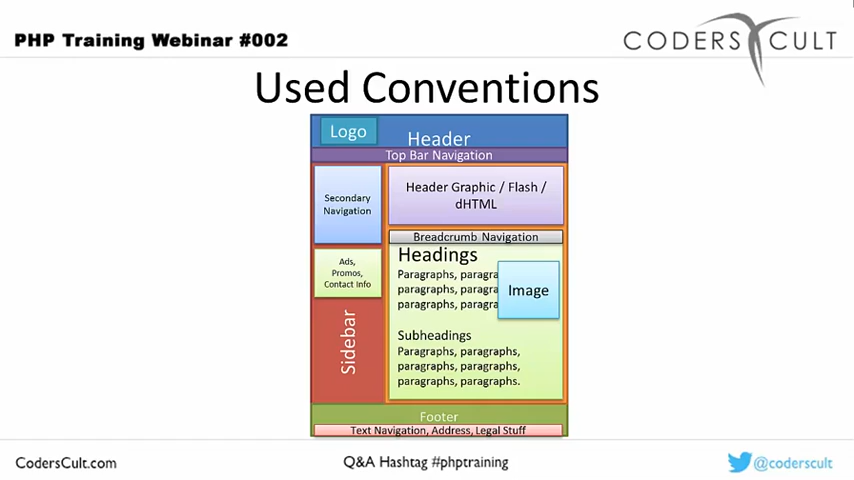 PHP Training Webinar #002
CODERS CULT
Used Conventions
Logo
Header
Top Bar Navigation
Secondary
Navigation
Header Graphic / Flash /
dHTML
Breadcrumb Navigation
Ads,
Promos,
Contact Info
Headings
Paragraphs, paragra
paragraphs, paragra
paragraphs, paragra
Image
Sidebar
Subheadings
Paragraphs, paragraphs,
paragraphs, paragraphs,
paragraphs, paragraphs.
Footer
Text Navigation, Address, Legal Stuff
CodersCult.com
Q&A Hashtag #phptraining
@coderscult